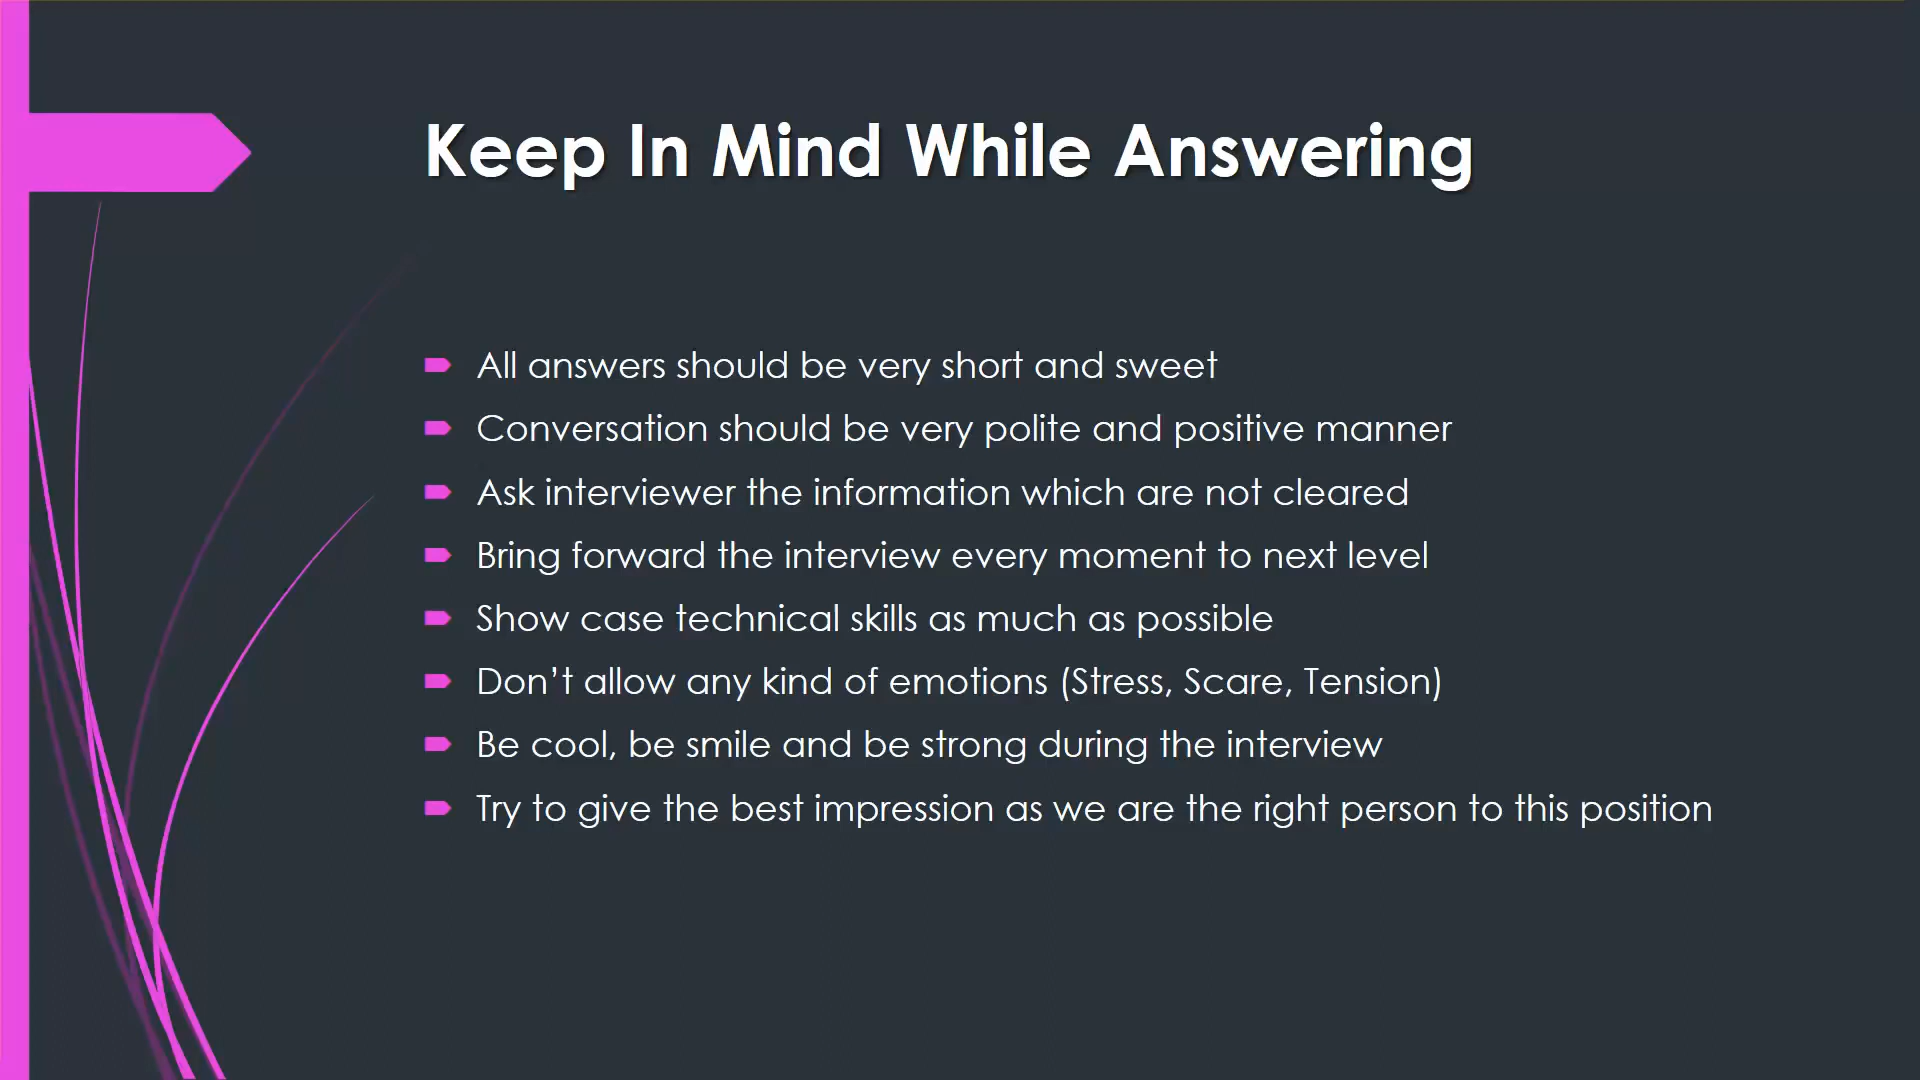 Keep In Mind While Answering
All answers should be very short and sweet
Conversation should be very polite and positive manner
Ask interviewer the information which are not cleared
Bring forward the interview every moment to next level
Show case technical skills as much as possible
Don’t allow any kind of emotions (Stress, Scare, Tension)
Be cool, be smile and be strong during the interview
Try to give the best impression as we are the right person to this position